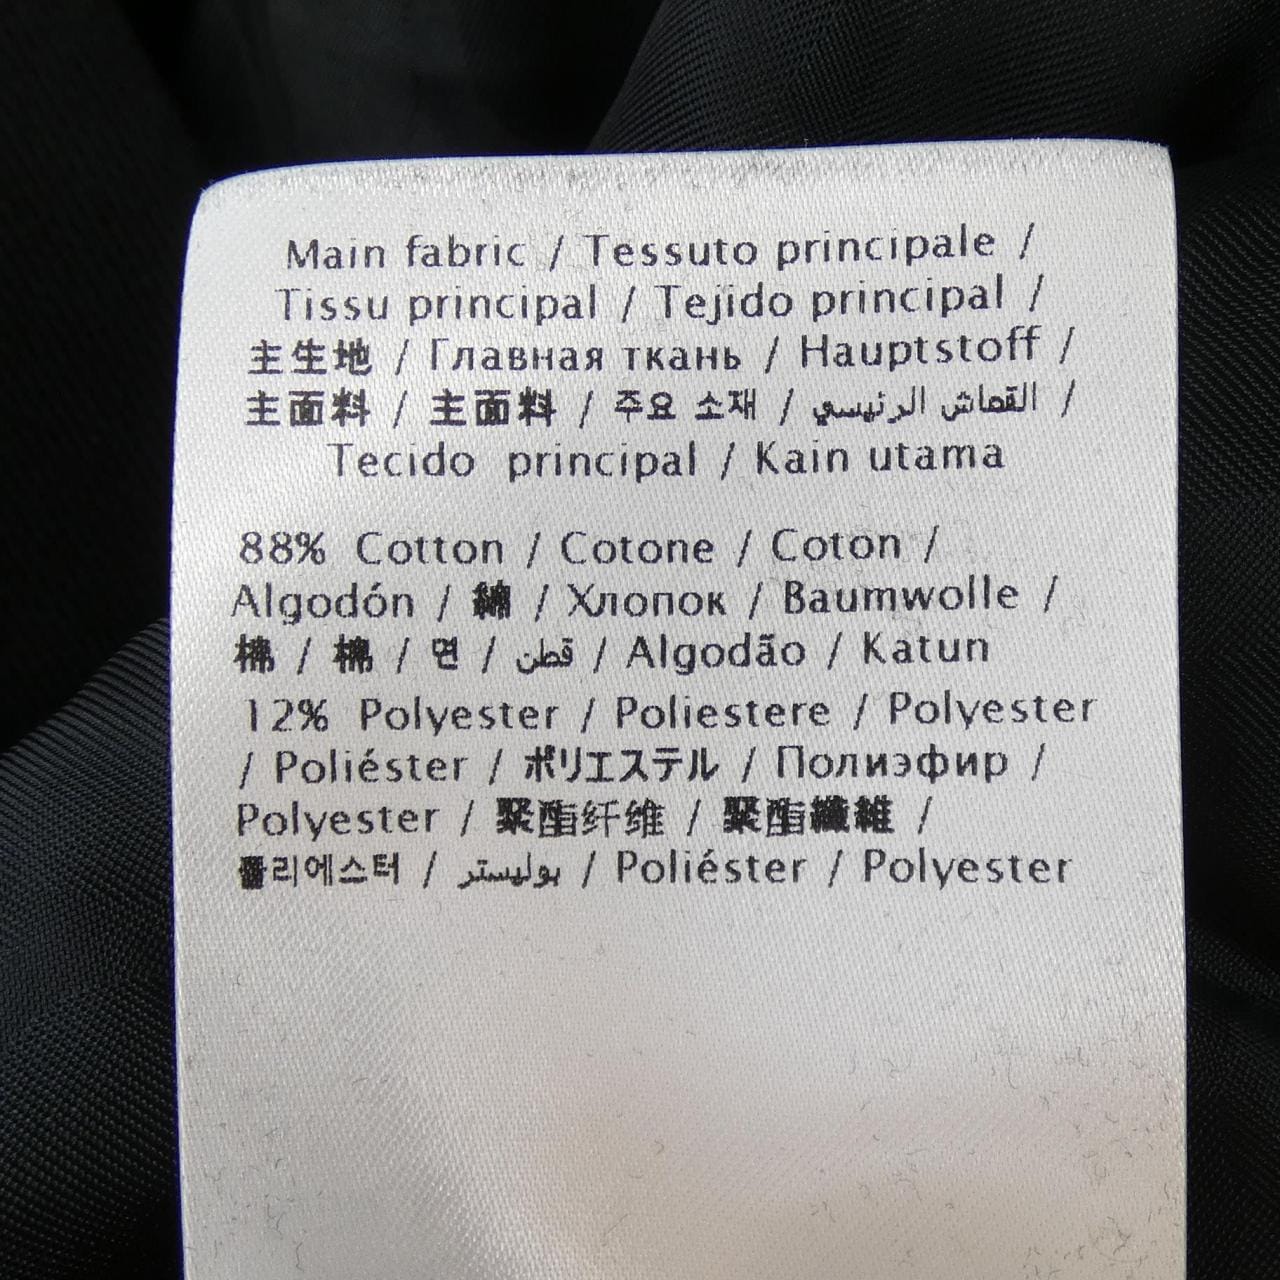 Main fabric / Tessuto principale /
Tissu principal / Tejido principal /
主生地 / Главная ткань / Hauptstoff /
主面料 / 主面料 / 주요 소재 / القماش الرئيسي /
Tecido principal / Kain utama
88% Cotton / Cotone / Coton /
Algodón / 綿 / Хлопок / Baumwolle /
棉 / 棉 / 면 / قطن / Algodão / Katun
12% Polyester / Poliestere / Polyester
/ Poliéster / ポリエステル / Полиэфир /
Polyester / 聚酯纤维 / 聚酯纖維 /
폴리에스터 / بوليستر / Poliéster / Polyester